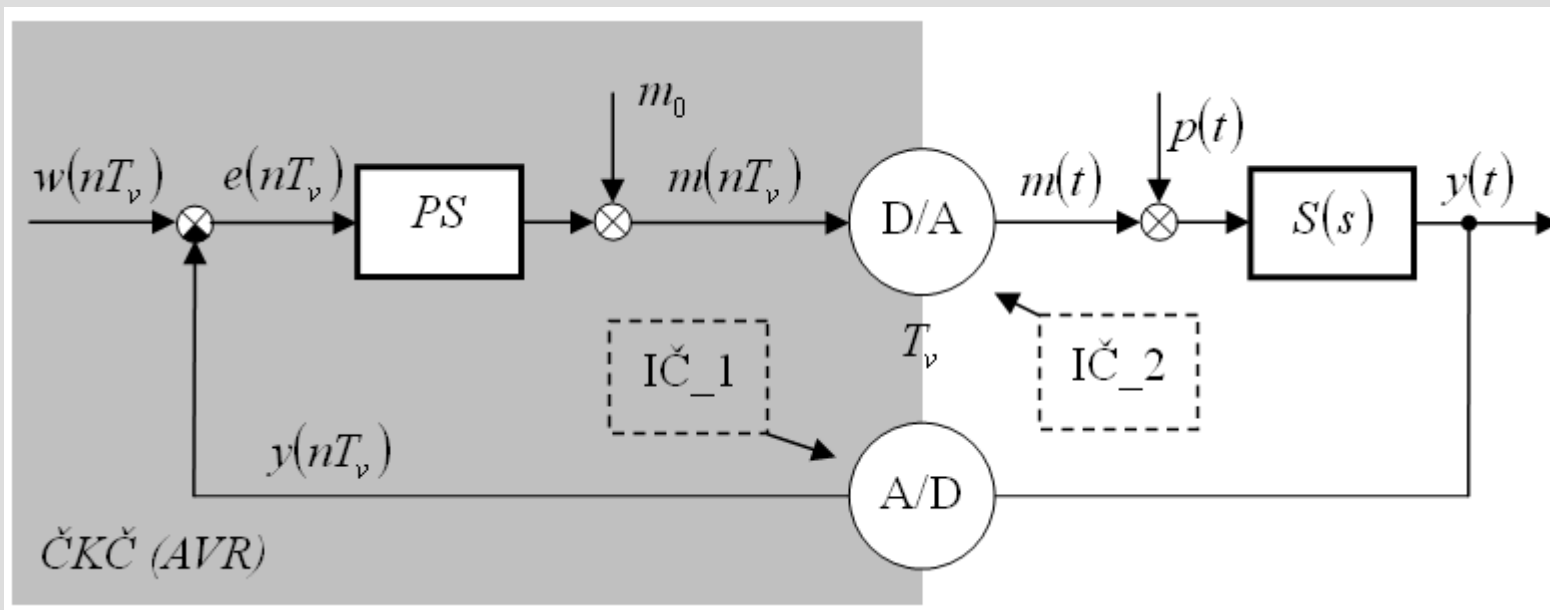 m₀
p(t)
w(nTᵥ)
e(nTᵥ)
PS
m(nTᵥ)
D/A
m(t)
S(s)
y(t)
Tᵥ
IČ_1
IČ_2
y(nTᵥ)
A/D
ČKČ (AVR)